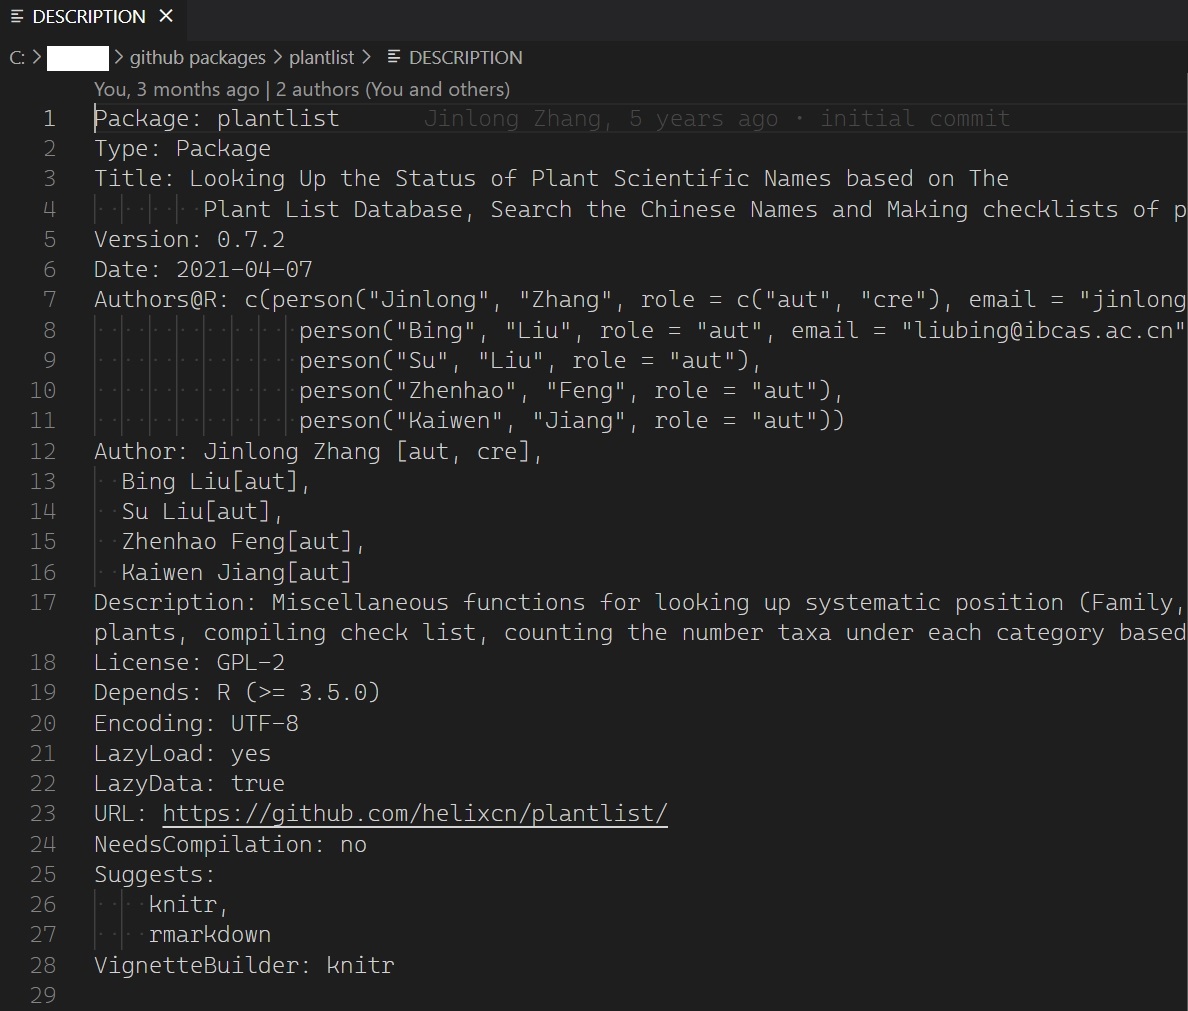 DESCRIPTION
C: > > github packages > plantlist > DESCRIPTION
You, 3 months ago | 2 authors (You and others)
1 Package: plantlist Jinlong Zhang, 5 years ago • initial commit
2 Type: Package
3 Title: Looking Up the Status of Plant Scientific Names based on The
4 Plant List Database, Search the Chinese Names and Making checklists of p
5 Version: 0.7.2
6 Date: 2021-04-07
7 Authors@R: c(person("Jinlong", "Zhang", role = c("aut", "cre"), email = "jinlong
8 person("Bing", "Liu", role = "aut", email = "liubing@ibcas.ac.cn"
9 person("Su", "Liu", role = "aut"),
10 person("Zhenhao", "Feng", role = "aut"),
11 person("Kaiwen", "Jiang", role = "aut"))
12 Author: Jinlong Zhang [aut, cre],
13 Bing Liu[aut],
14 Su Liu[aut],
15 Zhenhao Feng[aut],
16 Kaiwen Jiang[aut]
17 Description: Miscellaneous functions for looking up systematic position (Family,
plants, compiling check list, counting the number taxa under each category based
18 License: GPL-2
19 Depends: R (>= 3.5.0)
20 Encoding: UTF-8
21 LazyLoad: yes
22 LazyData: true
23 URL: https://github.com/helixcn/plantlist/
24 NeedsCompilation: no
25 Suggests:
26 knitr,
27 rmarkdown
28 VignetteBuilder: knitr
29